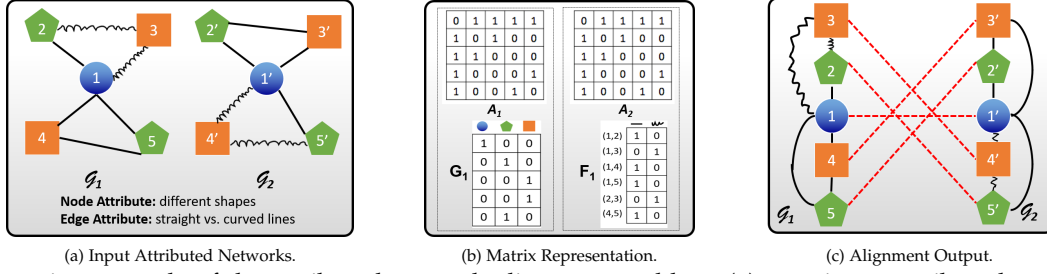 2
3
1
4
5
𝒢1
2'
3'
1'
4'
5'
𝒢2
Node Attribute: different shapes
Edge Attribute: straight vs. curved lines
0 1 1 1 1
1 0 1 0 0
1 1 0 0 0
1 0 0 0 1
1 0 0 1 0
A1
0 1 1 1 1
1 0 1 0 0
1 1 0 0 0
1 0 0 0 1
1 0 0 1 0
A2
G1
1 0 0
0 1 0
0 0 1
0 0 1
0 1 0
F1
(1,2) 1 0
(1,3) 0 1
(1,4) 1 0
(1,5) 1 0
(2,3) 0 1
(4,5) 1 0
3
2
1
4
5
𝒢1
3'
2'
1'
4'
5'
𝒢2
(a) Input Attributed Networks.
(b) Matrix Representation.
(c) Alignment Output.